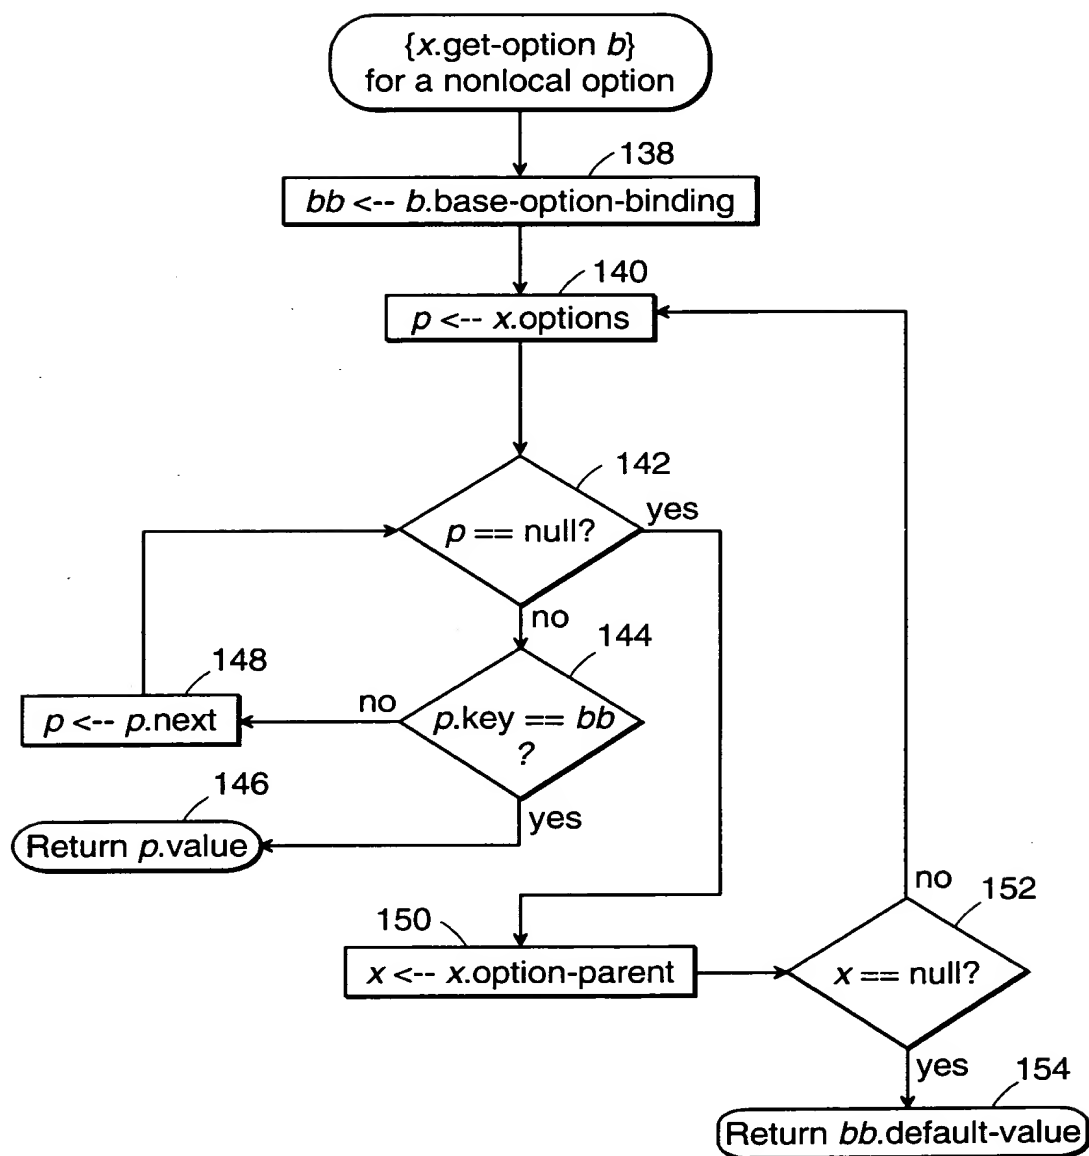 {x.get-option b}
for a nonlocal option
138
bb <-- b.base-option-binding
140
p <-- x.options
142
p == null?
yes
no
144
p.key == bb
?
no
148
p <-- p.next
yes
146
Return p.value
150
x <-- x.option-parent
152
x == null?
no
yes
154
Return bb.default-value